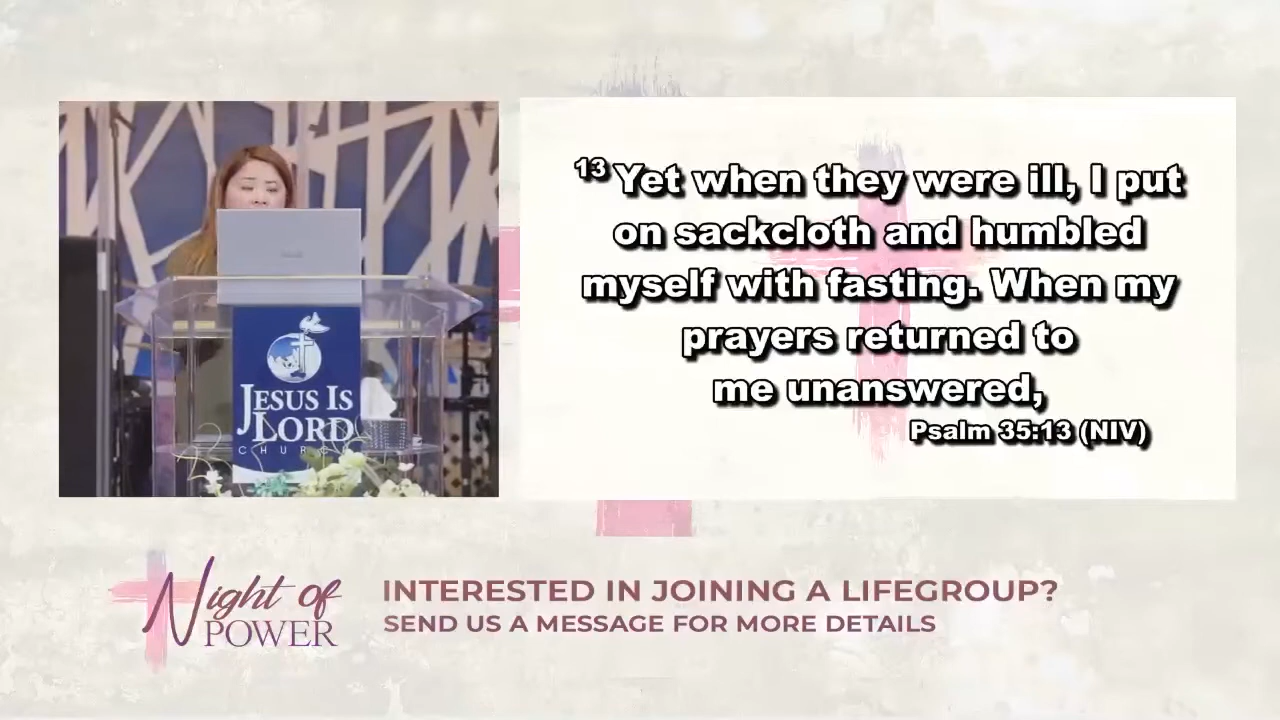 JESUS IS
LORD
CHURCH
13 Yet when they were ill, I put
on sackcloth and humbled
myself with fasting. When my
prayers returned to
me unanswered,
Psalm 35:13 (NIV)
Night of
POWER
INTERESTED IN JOINING A LIFEGROUP?
SEND US A MESSAGE FOR MORE DETAILS